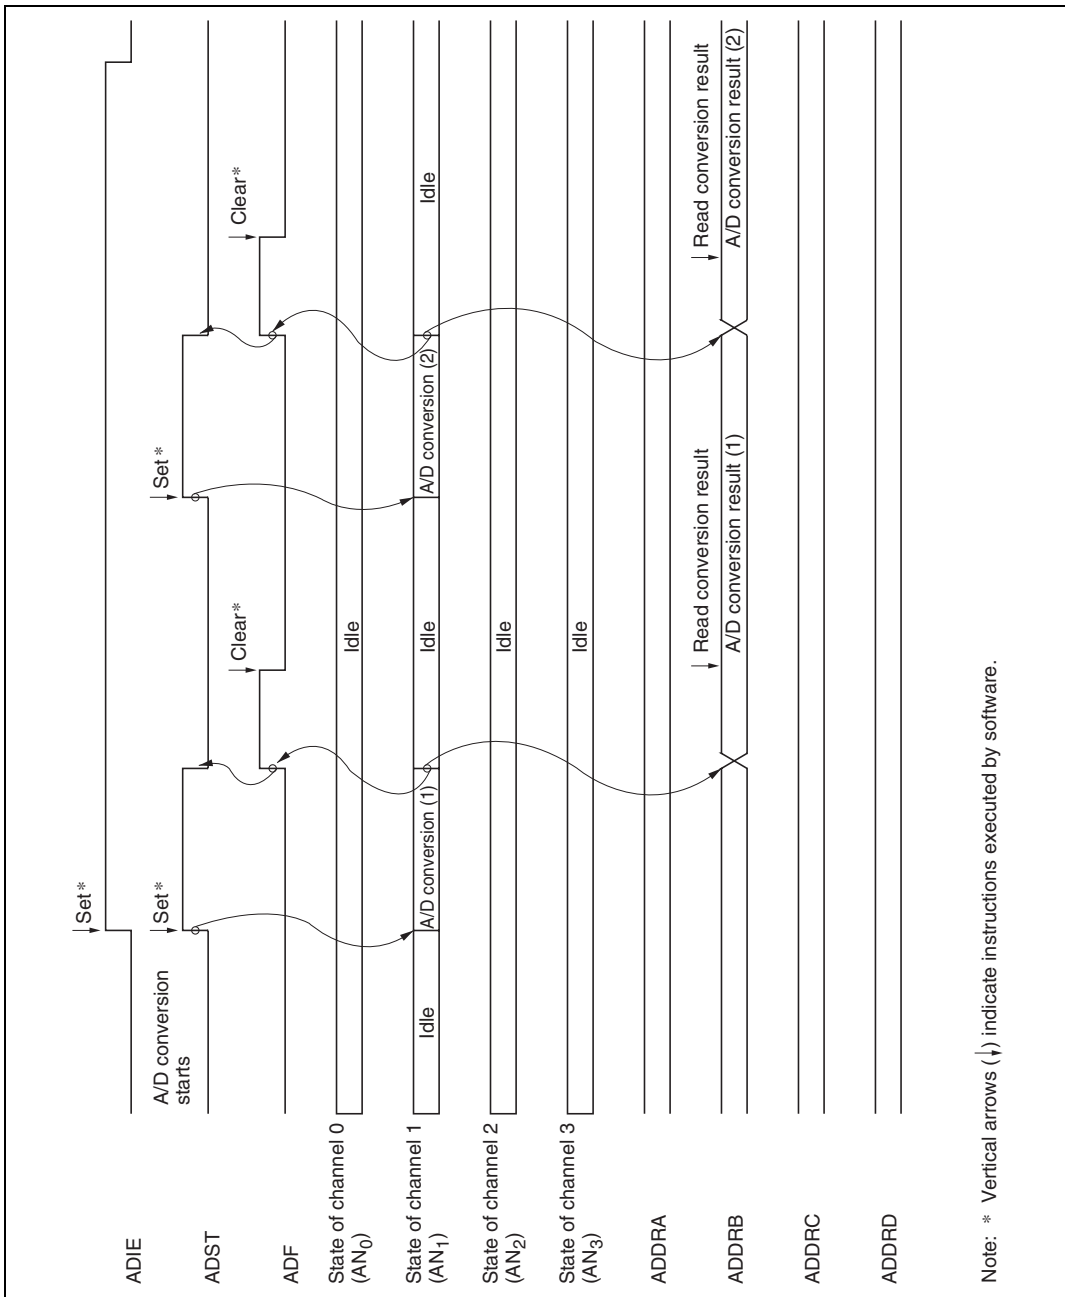 Set*
ADIE
A/D conversion
starts
Set*
Set*
ADST
Clear*
Clear*
ADF
State of channel 0
(AN0)
Idle
State of channel 1
(AN1)
Idle
A/D conversion (1)
Idle
A/D conversion (2)
Idle
State of channel 2
(AN2)
Idle
State of channel 3
(AN3)
Idle
ADDRA
Read conversion result
Read conversion result
ADDRB
A/D conversion result (1)
A/D conversion result (2)
ADDRC
ADDRD
Note: * Vertical arrows (↓) indicate instructions executed by software.